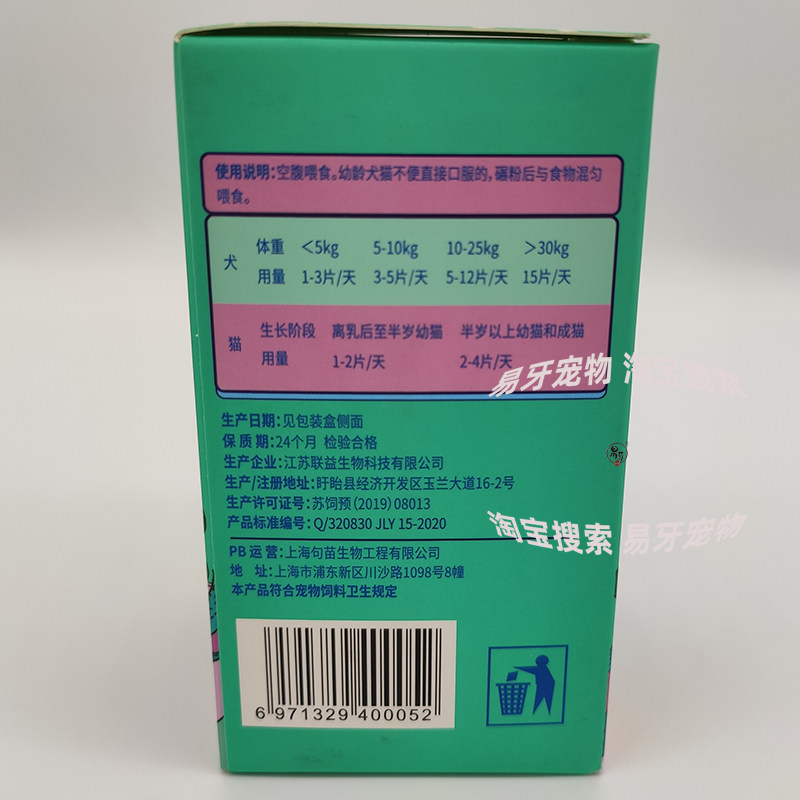 使用说明:空腹喂食。幼龄犬猫不便直接口服的,碾粉后与食物混匀
喂食。
犬
体重 <5kg 5-10kg 10-25kg >30kg
用量 1-3片/天 3-5片/天 5-12片/天 15片/天
猫
生长阶段 离乳后至半岁幼猫 半岁以上幼猫和成猫
用量 1-2片/天 2-4片/天
易牙宠物
生产日期:见包装盒侧面
保质期:24个月 检验合格
生产企业:江苏联益生物科技有限公司
生产/注册地址:盱眙县经济开发区玉兰大道16-2号
生产许可证号:苏饲预(2019)08013
产品标准编号:Q/320830 JLY 15-2020
淘宝搜索 易牙宠物
PB运营:上海句苗生物工程有限公司
地 址:上海市浦东新区川沙路1098号8幢
本产品符合宠物饲料卫生规定
6 971329 400052